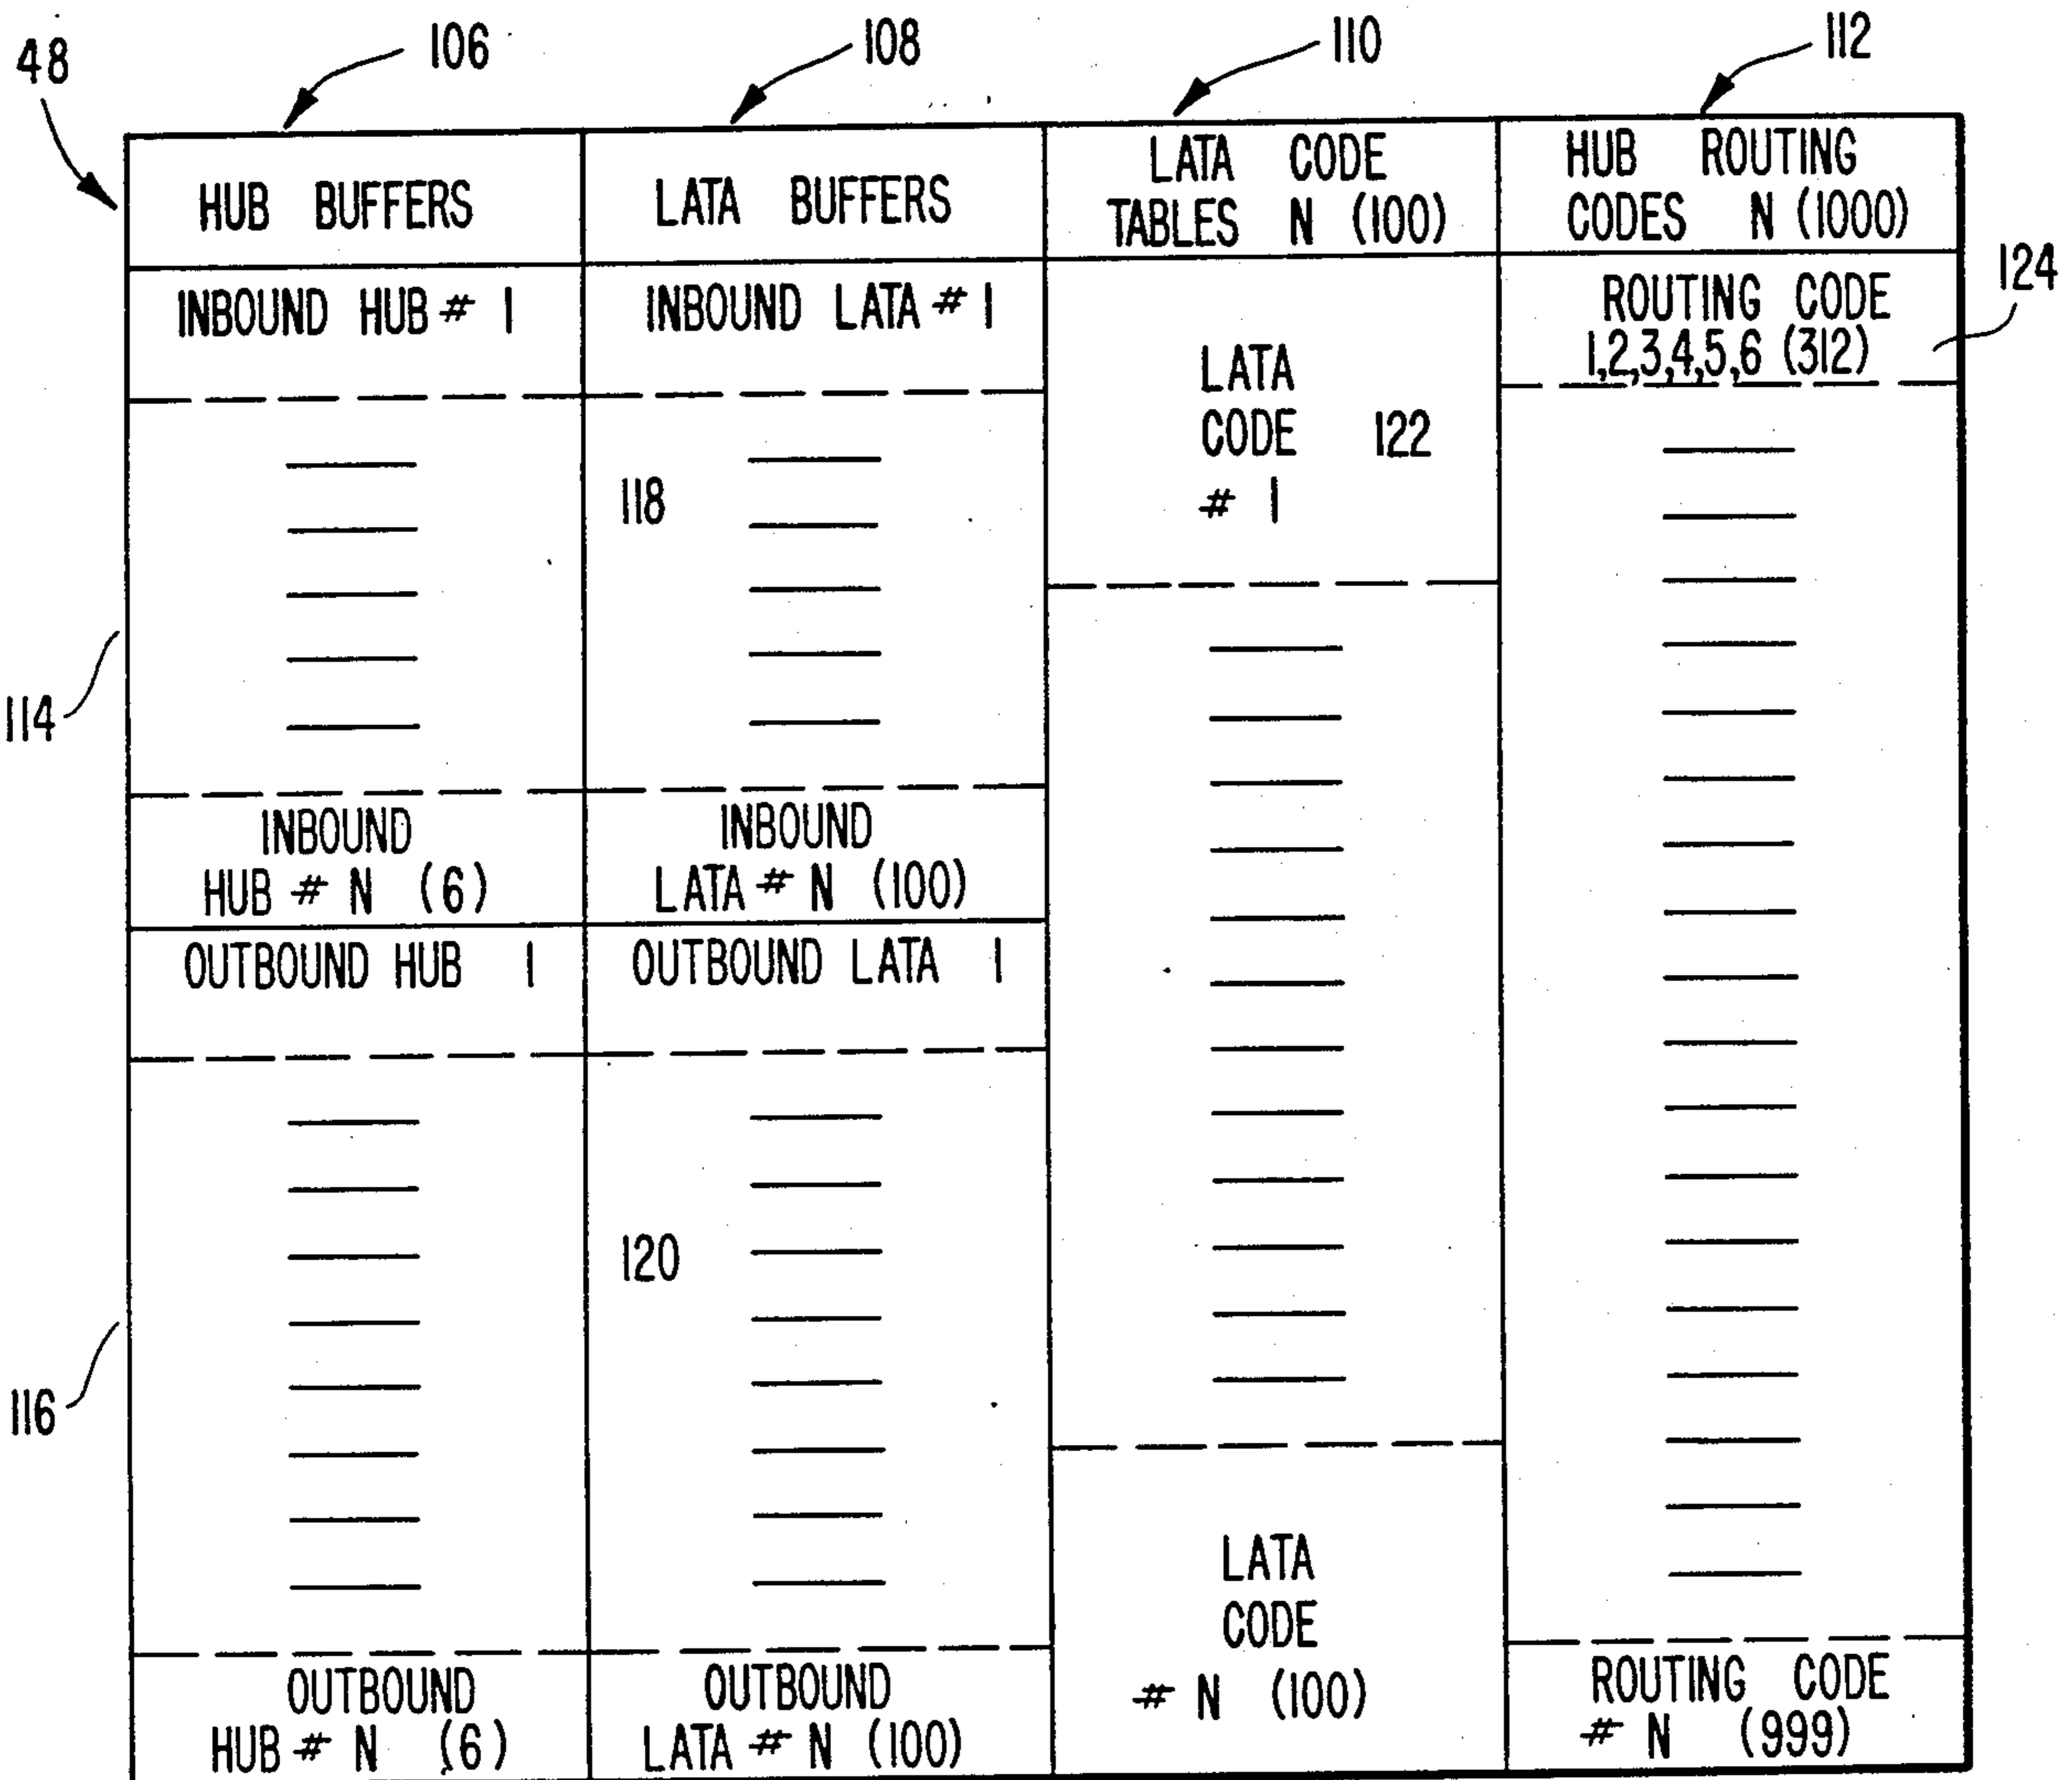 48
106
108
110
112
HUB BUFFERS
LATA BUFFERS
LATA CODE
TABLES N (100)
HUB ROUTING
CODES N (1000)
INBOUND HUB # 1
INBOUND LATA # 1
LATA
CODE 122
# 1
ROUTING CODE
1,2,3,4,5,6 (312)
124
118
114
INBOUND
HUB # N (6)
INBOUND
LATA # N (100)
OUTBOUND HUB 1
OUTBOUND LATA 1
120
116
OUTBOUND
HUB # N (6)
OUTBOUND
LATA # N (100)
LATA
CODE
# N (100)
ROUTING CODE
# N (999)